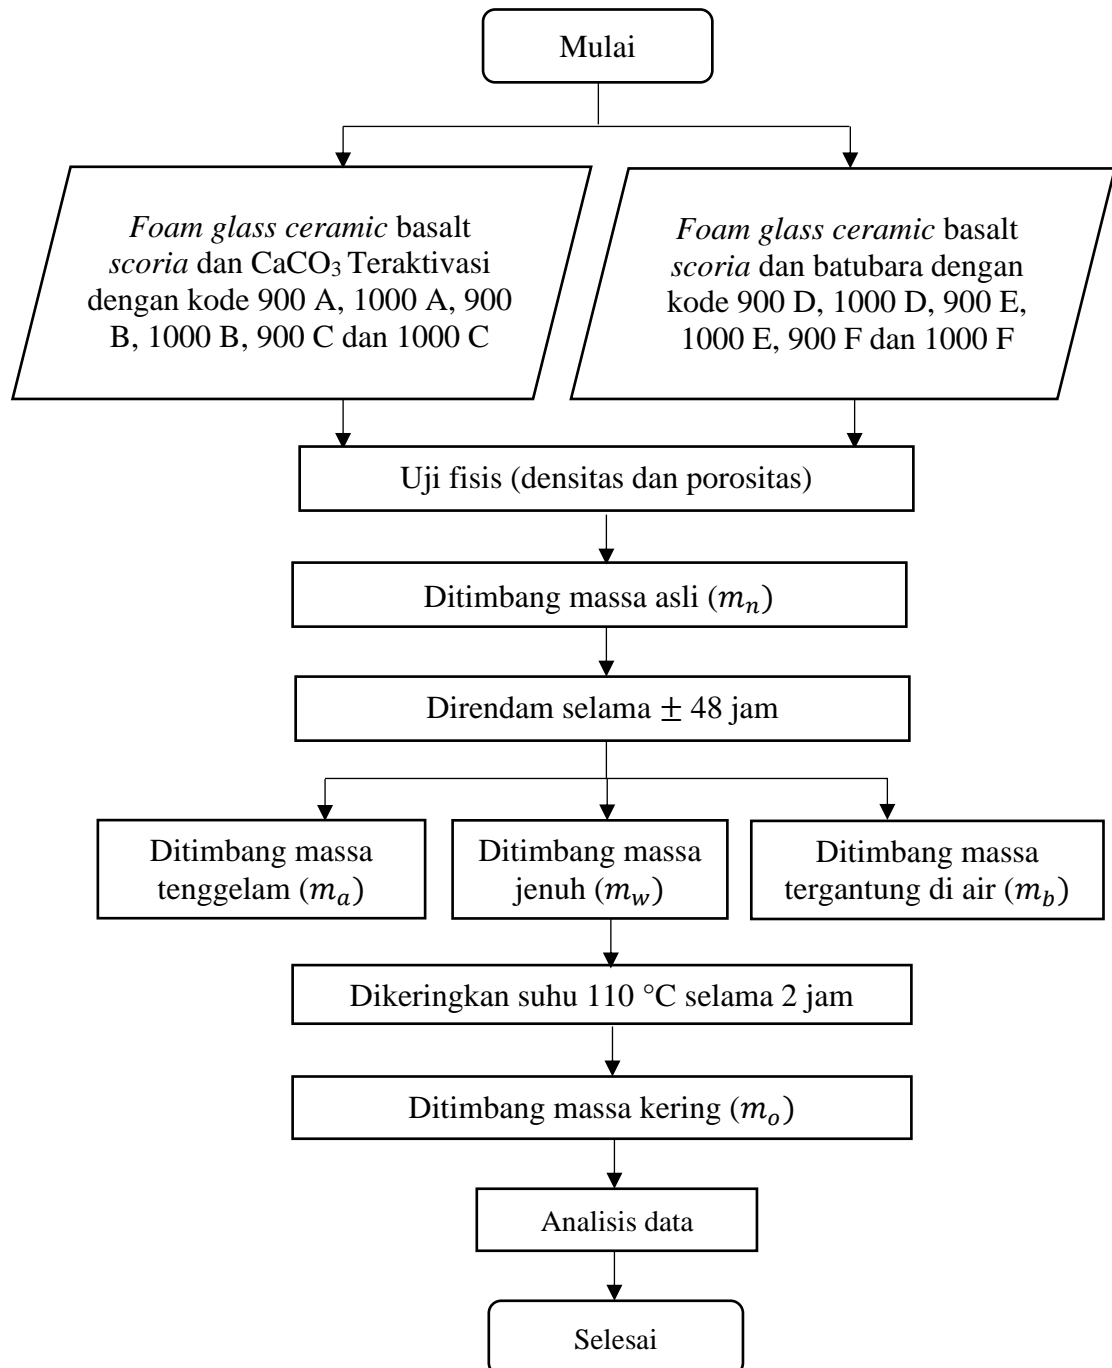 Mulai
Foam glass ceramic basalt
scoria dan CaCO₃ Teraktivasi
dengan kode 900 A, 1000 A, 900
B, 1000 B, 900 C dan 1000 C
Foam glass ceramic basalt
scoria dan batubara dengan
kode 900 D, 1000 D, 900 E,
1000 E, 900 F dan 1000 F
Uji fisis (densitas dan porositas)
Ditimbang massa asli (𝑚ₙ)
Direndam selama ± 48 jam
Ditimbang massa
tenggelam (𝑚ₐ)
Ditimbang massa
jenuh (𝑚_𝑤)
Ditimbang massa
tergantung di air (𝑚_𝑏)
Dikeringkan suhu 110 °C selama 2 jam
Ditimbang massa kering (𝑚ₒ)
Analisis data
Selesai